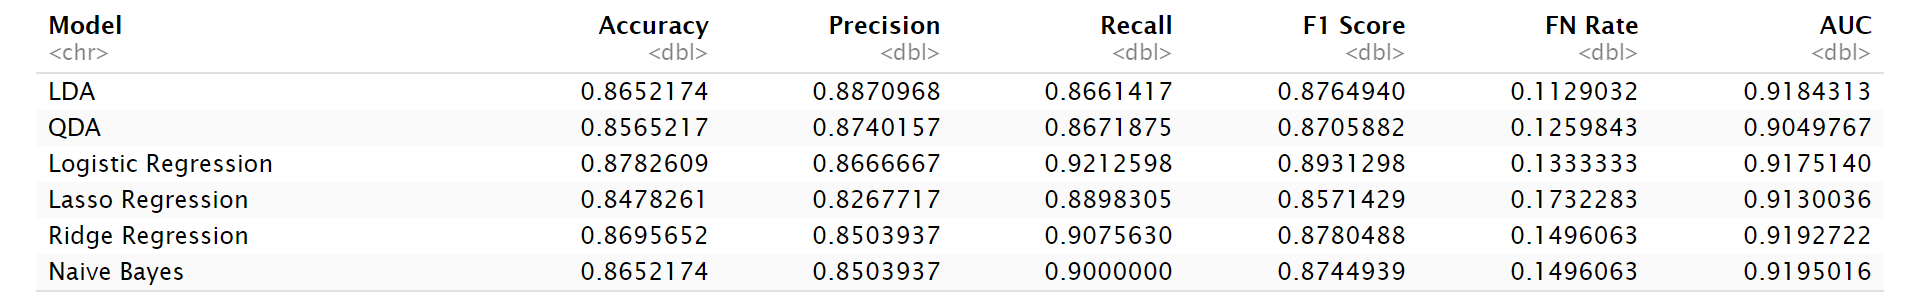 Model Accuracy Precision Recall F1 Score FN Rate AUC
<chr> <dbl> <dbl> <dbl> <dbl> <dbl> <dbl>
LDA 0.8652174 0.8870968 0.8661417 0.8764940 0.1129032 0.9184313
QDA 0.8565217 0.8740157 0.8671875 0.8705882 0.1259843 0.9049767
Logistic Regression 0.8782609 0.8666667 0.9212598 0.8931298 0.1333333 0.9175140
Lasso Regression 0.8478261 0.8267717 0.8898305 0.8571429 0.1732283 0.9130036
Ridge Regression 0.8695652 0.8503937 0.9075630 0.8780488 0.1496063 0.9192722
Naive Bayes 0.8652174 0.8503937 0.9000000 0.8744939 0.1496063 0.9195016